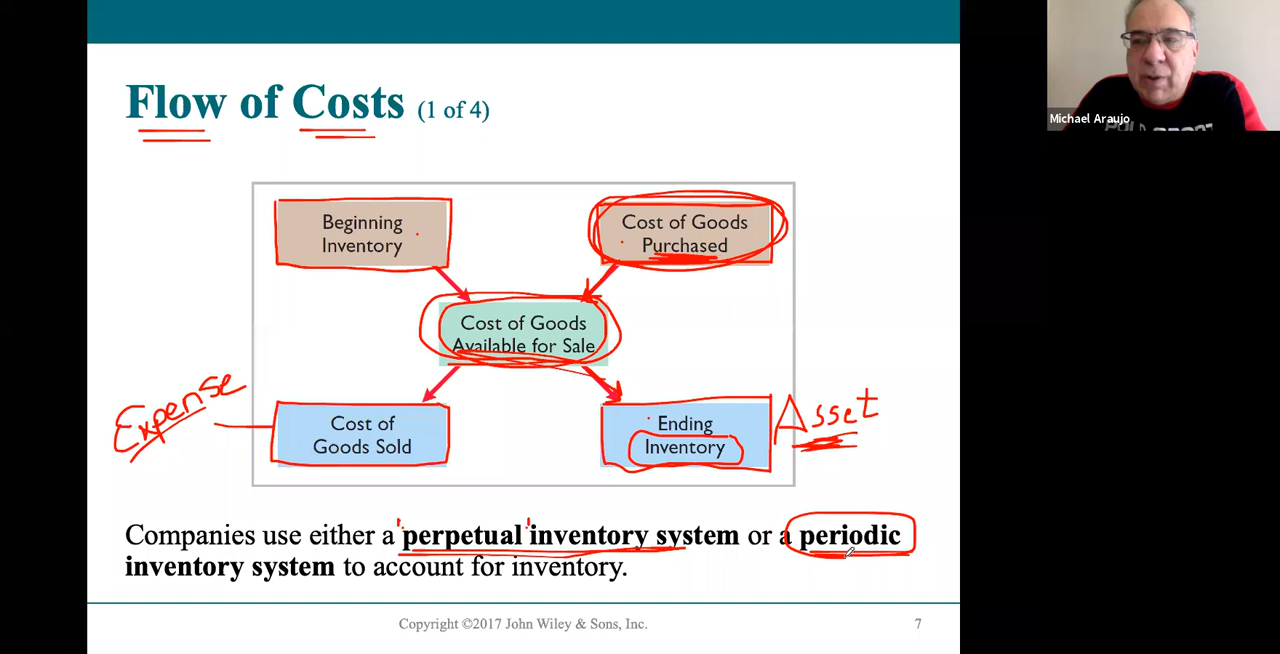 Flow of Costs (1 of 4)
Michael Araujo
Beginning
Inventory
Cost of Goods
Purchased
Cost of Goods
Available for Sale
Expense
Cost of
Goods Sold
Ending
Inventory
Asset
Companies use either a perpetual inventory system or a periodic
inventory system to account for inventory.
Copyright ©2017 John Wiley & Sons, Inc.
7